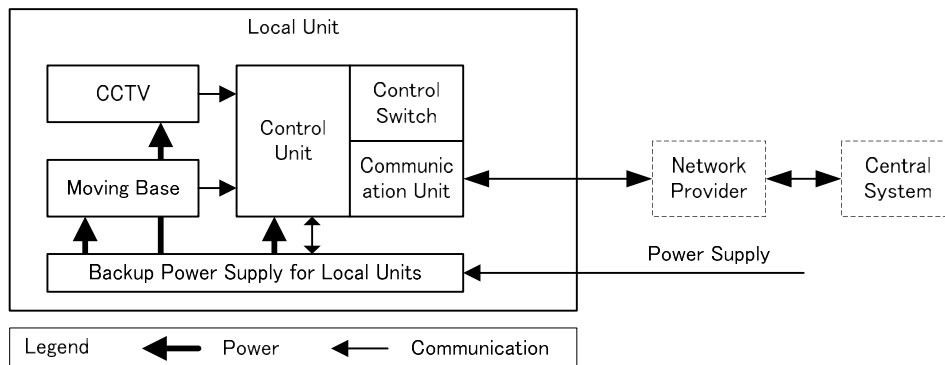 Local Unit
CCTV
Control
Unit
Control
Switch
Moving Base
Communic
ation Unit
Network
Provider
Central
System
Backup Power Supply for Local Units
Power Supply
Legend
Power
Communication